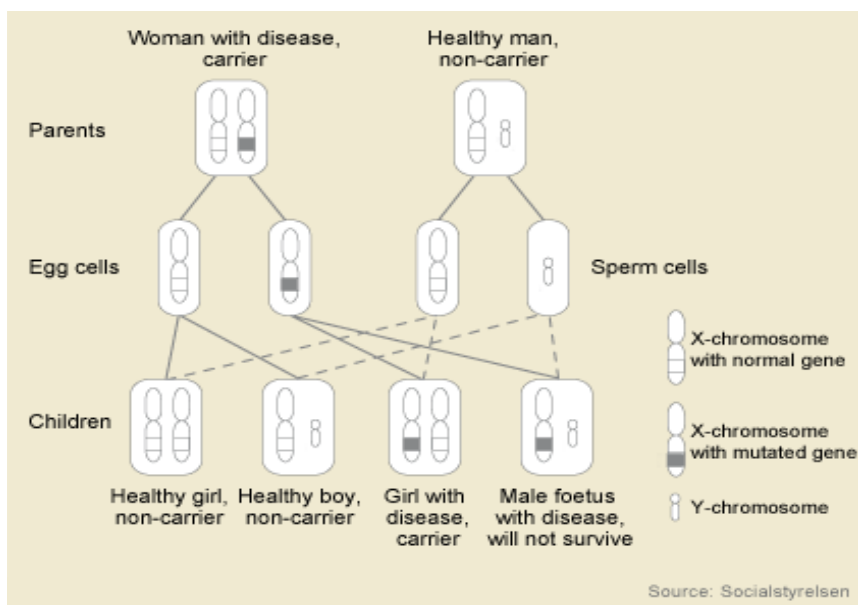 Woman with disease,
carrier
Healthy man,
non-carrier
Parents
Egg cells
Sperm cells
X-chromosome
with normal gene
Children
X-chromosome
with mutated gene
Y-chromosome
Healthy girl,
non-carrier
Healthy boy,
non-carrier
Girl with
disease,
carrier
Male foetus
with disease,
will not survive
Source: Socialstyrelsen